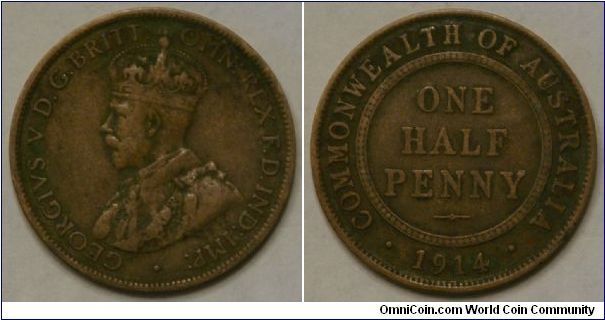 GEORGIVS V D.G.BRITT: OMN:REX F.D.IND:IMP:
COMMONWEALTH OF AUSTRALIA
ONE
HALF
PENNY
· 1914 ·
OmniCoin.com World Coin Community